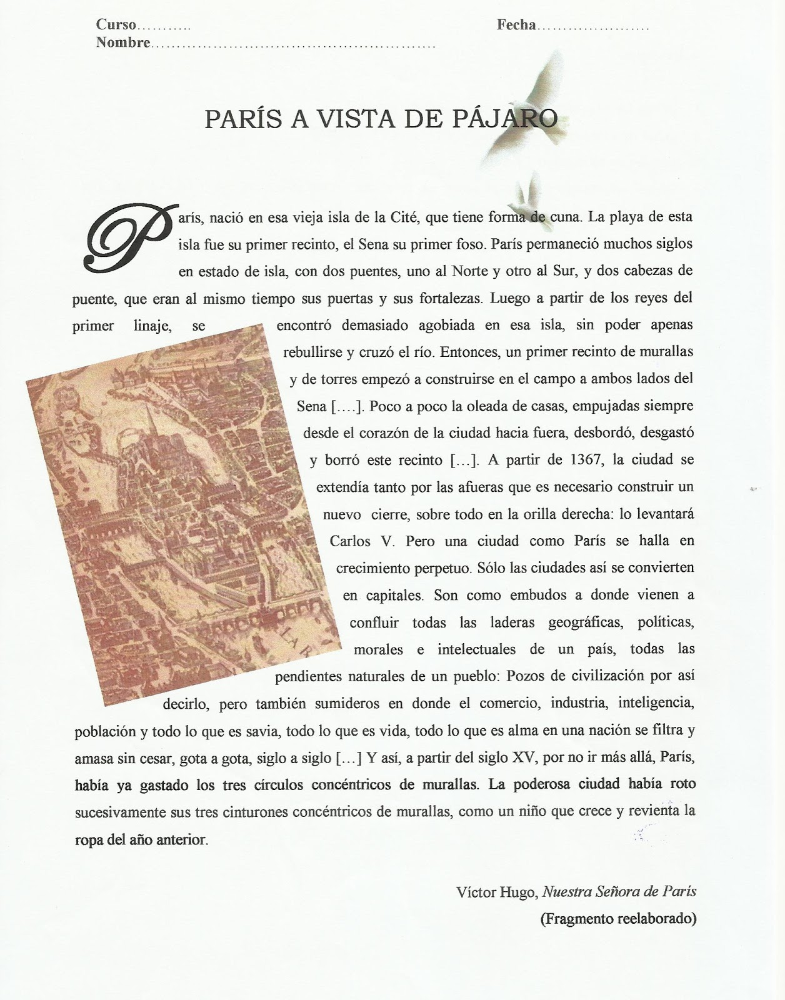 Curso........... Fecha......................
Nombre.......................................................
PARÍS A VISTA DE PÁJARO
París, nació en esa vieja isla de la Cité, que tiene forma de cuna. La playa de esta
isla fue su primer recinto, el Sena su primer foso. París permaneció muchos siglos
en estado de isla, con dos puentes, uno al Norte y otro al Sur, y dos cabezas de
puente, que eran al mismo tiempo sus puertas y sus fortalezas. Luego a partir de los reyes del
primer linaje, se encontró demasiado agobiada en esa isla, sin poder apenas
rebullirse y cruzó el río. Entonces, un primer recinto de murallas
y de torres empezó a construirse en el campo a ambos lados del
Sena [....]. Poco a poco la oleada de casas, empujadas siempre
desde el corazón de la ciudad hacia fuera, desbordó, desgastó
y borró este recinto [...]. A partir de 1367, la ciudad se
extendía tanto por las afueras que es necesario construir un
nuevo cierre, sobre todo en la orilla derecha: lo levantará
Carlos V. Pero una ciudad como París se halla en
crecimiento perpetuo. Sólo las ciudades así se convierten
en capitales. Son como embudos a donde vienen a
confluir todas las laderas geográficas, políticas,
morales e intelectuales de un país, todas las
pendientes naturales de un pueblo: Pozos de civilización por así
decirlo, pero también sumideros en donde el comercio, industria, inteligencia,
población y todo lo que es savia, todo lo que es vida, todo lo que es alma en una nación se filtra y
amasa sin cesar, gota a gota, siglo a siglo [...] Y así, a partir del siglo XV, por no ir más allá, París,
había ya gastado los tres círculos concéntricos de murallas. La poderosa ciudad había roto
sucesivamente sus tres cinturones concéntricos de murallas, como un niño que crece y revienta la
ropa del año anterior.
LA R
Víctor Hugo, Nuestra Señora de París
(Fragmento reelaborado)